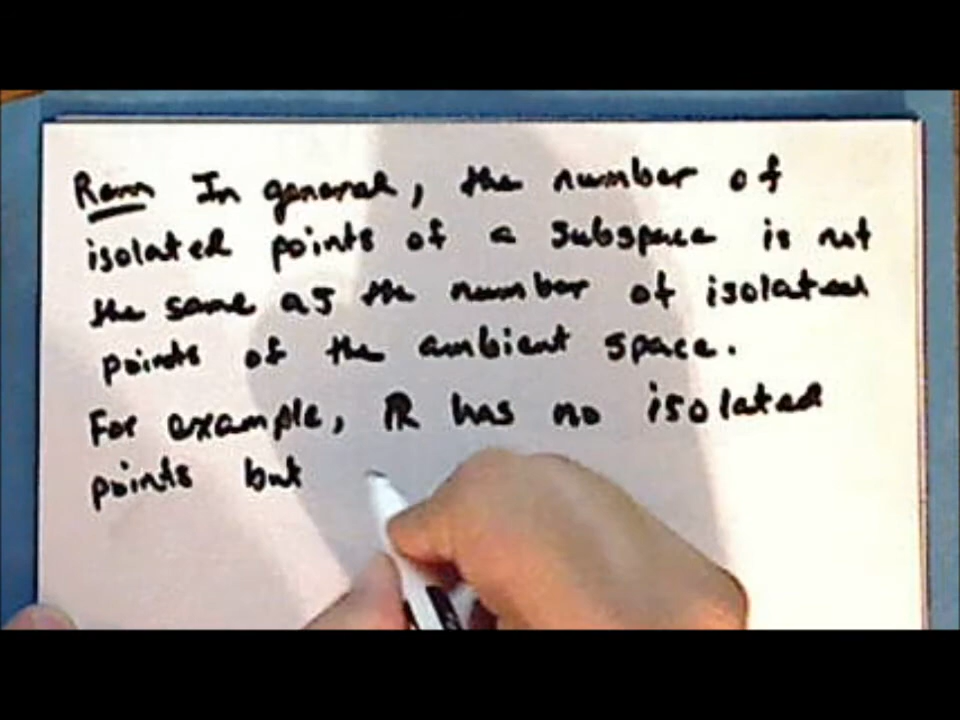 Rem In general, the number of
isolated points of a subspace is not
the same as the number of isolated
points of the ambient space.
For example, ℝ has no isolated
points but